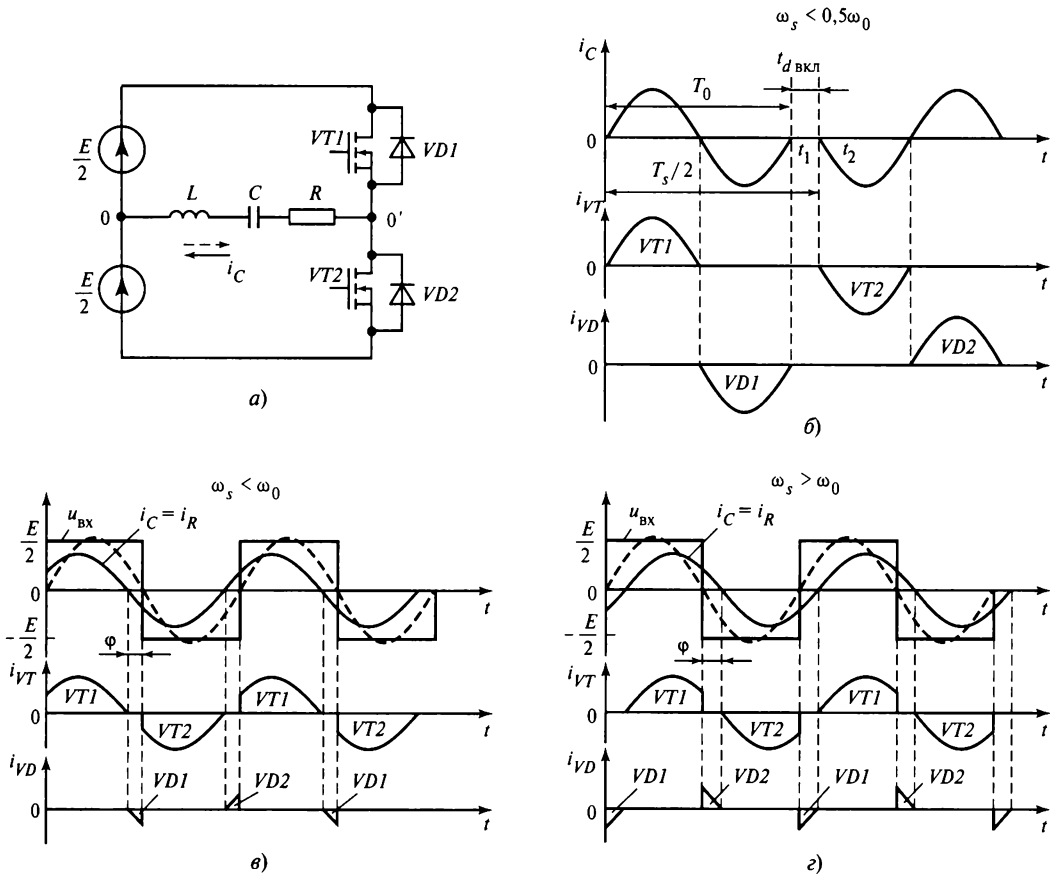 E/2
VT1
VD1
L
C
R
0
0′
i_C
E/2
VT2
VD2
а)
ω_s < 0,5ω_0
i_C
t_d вкл
T_0
0
t_1
t_2
t
T_s/2
i_VT
VT1
0
VT2
t
i_VD
0
VD1
VD2
t
б)
ω_s < ω_0
u_вх
i_C = i_R
E/2
0
t
-E/2
φ
i_VT
VT1
VT1
0
VT2
VT2
t
i_VD
VD1
VD2
VD1
0
t
в)
ω_s > ω_0
u_вх
i_C = i_R
E/2
0
t
-E/2
φ
i_VT
VT1
VT1
0
VT2
VT2
t
i_VD
VD1
VD2
VD1
VD2
0
t
г)